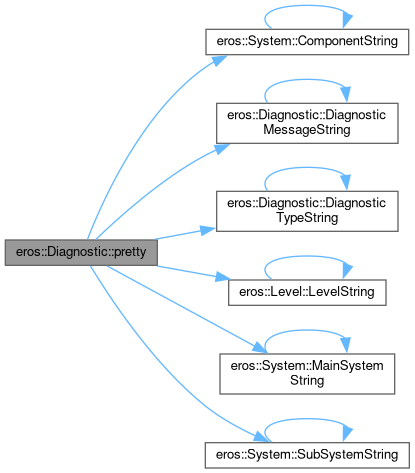 eros::System::ComponentString
eros::Diagnostic::Diagnostic
MessageString
eros::Diagnostic::Diagnostic
TypeString
eros::Diagnostic::pretty
eros::Level::LevelString
eros::System::MainSystem
String
eros::System::SubSystemString